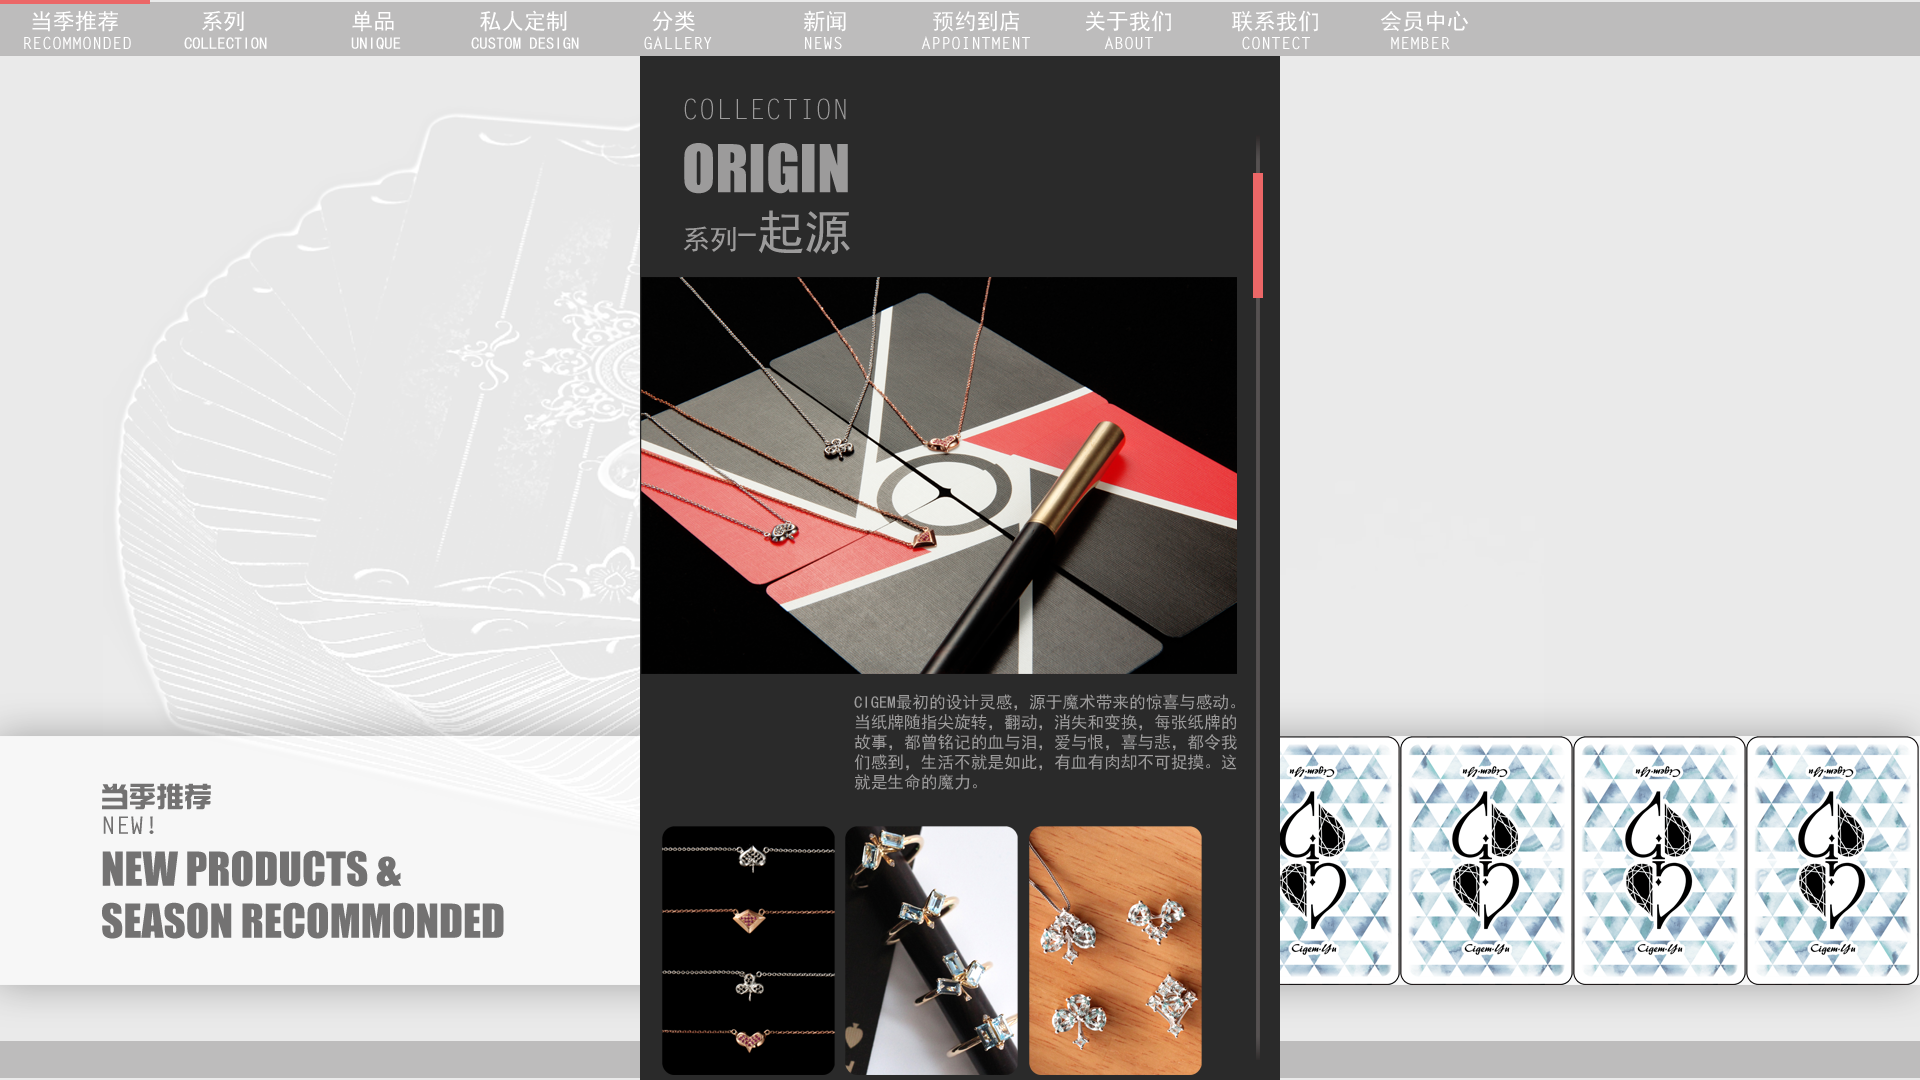 当季推荐 系列 单品 私人定制 分类 新闻 预约到店 关于我们 联系我们 会员中心
RECOMMONDED COLLECTION UNIQUE CUSTOM DESIGN GALLERY NEWS APPOINTMENT ABOUT CONTECT MEMBER
COLLECTION
ORIGIN
系列—起源
CIGEM最初的设计灵感，源于魔术带来的惊喜与感动。
当纸牌随指尖旋转，翻动，消失和变换，每张纸牌的
故事，都曾铭记的血与泪，爱与恨，喜与悲，都令我
们感到，生活不就是如此，有血有肉却不可捉摸。这
就是生命的魔力。
当季推荐
NEW!
NEW PRODUCTS &
SEASON RECOMMONDED
Cigem-Yu Cigem-Yu Cigem-Yu Cigem-Yu
Cigem-Yu Cigem-Yu Cigem-Yu Cigem-Yu